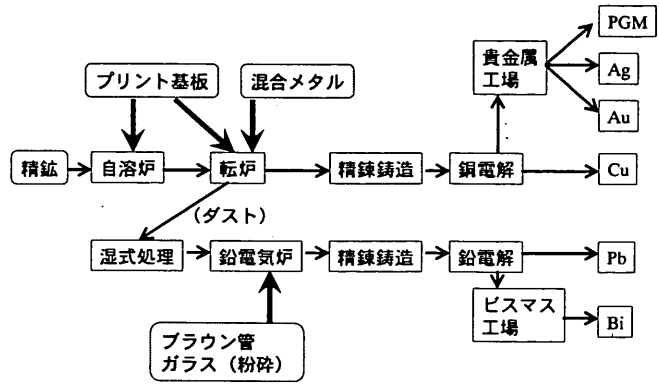 PGM
貴金属
工場
Ag
Au
プリント基板
混合メタル
精鉱
自溶炉
転炉
精錬鋳造
銅電解
Cu
（ダスト）
湿式処理
鉛電気炉
精錬鋳造
鉛電解
Pb
ビスマス
工場
Bi
ブラウン管
ガラス（粉砕）